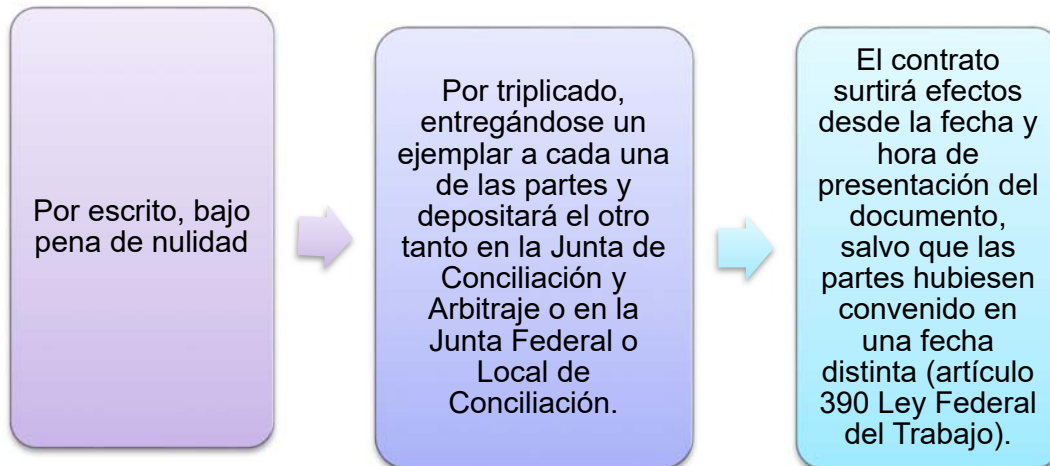 Por escrito, bajo
pena de nulidad
Por triplicado,
entregándose un
ejemplar a cada una
de las partes y
depositará el otro
tanto en la Junta de
Conciliación y
Arbitraje o en la
Junta Federal o
Local de
Conciliación.
El contrato
surtirá efectos
desde la fecha y
hora de
presentación del
documento,
salvo que las
partes hubiesen
convenido en
una fecha
distinta (artículo
390 Ley Federal
del Trabajo).